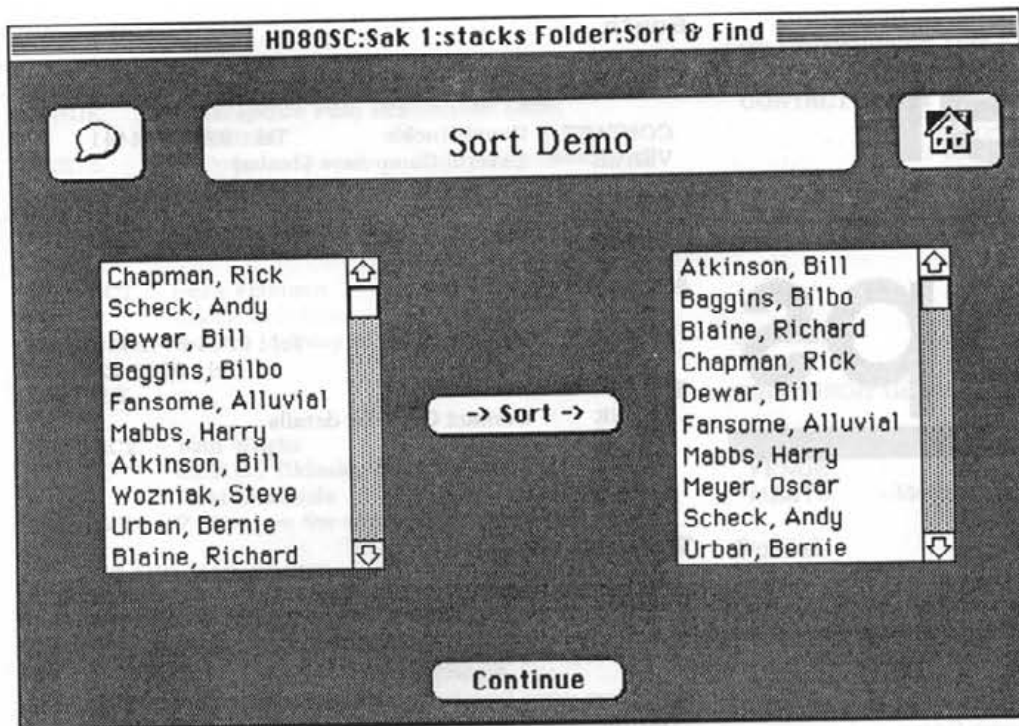 HD80SC:Sak 1:stacks Folder:Sort & Find
Sort Demo
Chapman, Rick
Scheck, Andy
Dewar, Bill
Baggins, Bilbo
Fansome, Alluvial
Mabbs, Harry
Atkinson, Bill
Wozniak, Steve
Urban, Bernie
Blaine, Richard
-> Sort ->
Atkinson, Bill
Baggins, Bilbo
Blaine, Richard
Chapman, Rick
Dewar, Bill
Fansome, Alluvial
Mabbs, Harry
Meyer, Oscar
Scheck, Andy
Urban, Bernie
Continue